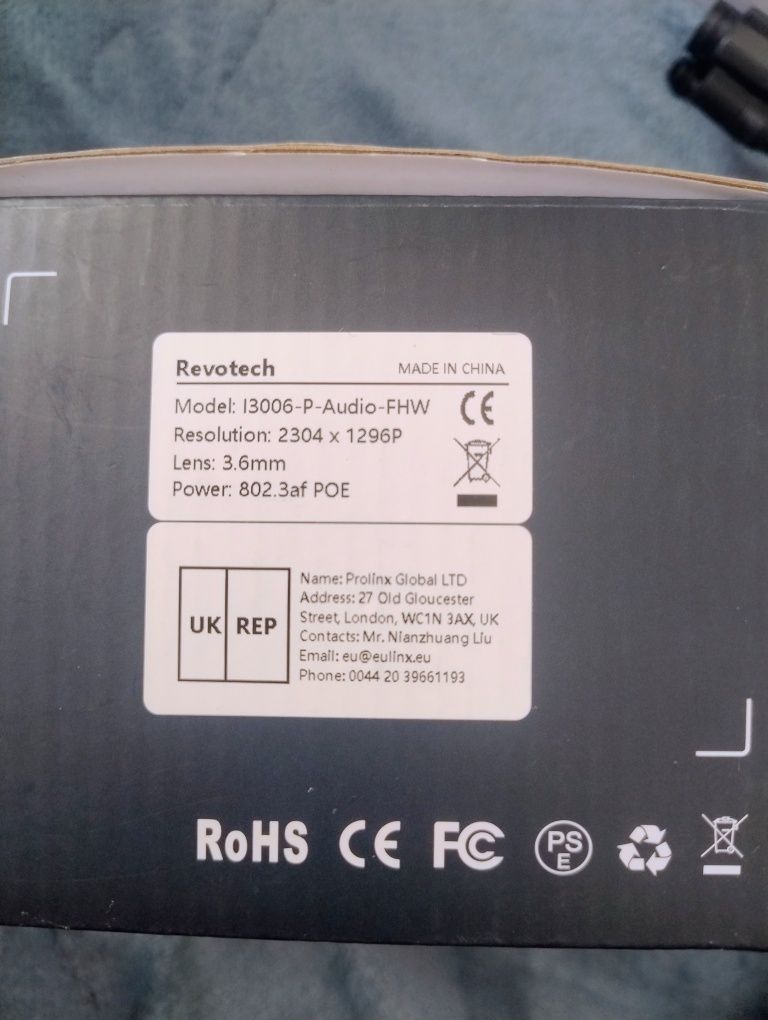 Revotech MADE IN CHINA
Model: I3006-P-Audio-FHW
CE
Resolution: 2304 x 1296P
Lens: 3.6mm
Power: 802.3af POE
UK REP
Name: Prolinx Global LTD
Address: 27 Old Gloucester
Street, London, WC1N 3AX, UK
Contacts: Mr. Nianzhuang Liu
Email: eu@eulinx.eu
Phone: 0044 20 39661193
RoHS CE FC PSE